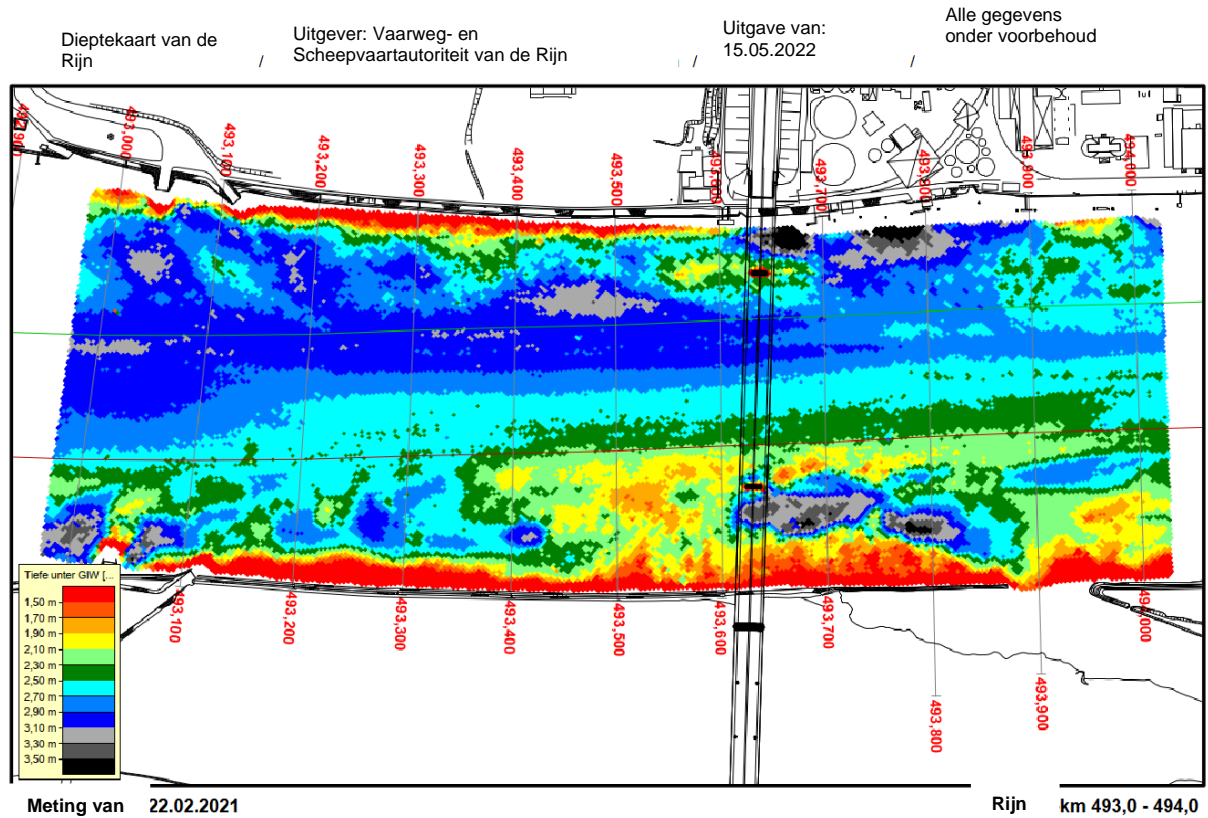 Dieptekaart van de
Rijn
/
Uitgever: Vaarweg- en
Scheepvaartautoriteit van de Rijn
/
Uitgave van:
15.05.2022
/
Alle gegevens
onder voorbehoud
493,000
493,100
493,200
493,300
493,400
493,500
493,700
493,900
494,000
Tiefe unter GlW [...
1,50 m
1,70 m
1,90 m
2,10 m
2,30 m
2,50 m
2,70 m
2,90 m
3,10 m
3,30 m
3,50 m
493,100
493,200
493,300
493,400
493,500
493,600
493,700
493,800
493,900
494,000
Meting van 22.02.2021
Rijn km 493,0 - 494,0